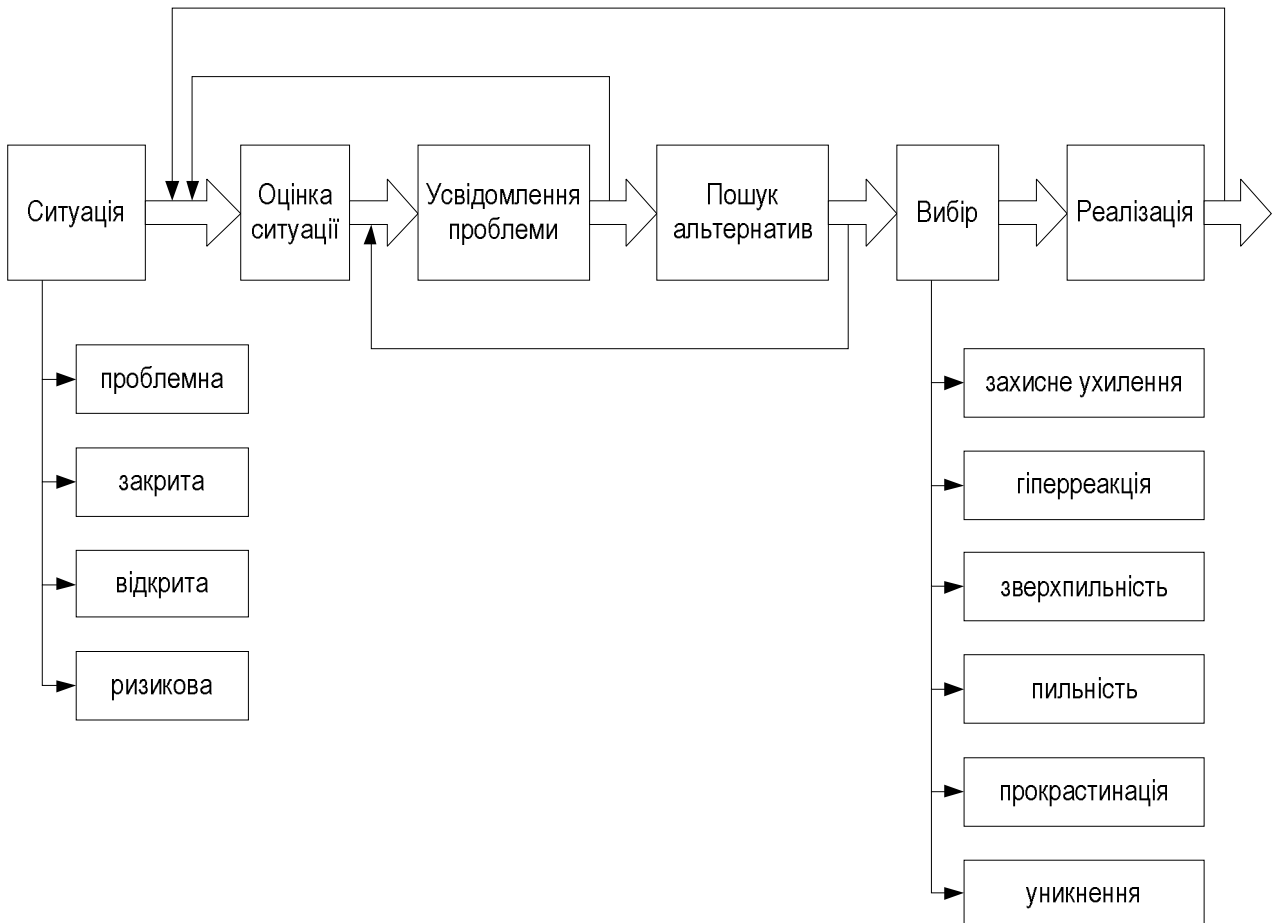 Ситуація
Оцінка
ситуації
Усвідомлення
проблеми
Пошук
альтернатив
Вибір
Реалізація
проблемна
закрита
відкрита
ризикова
захисне ухилення
гіперреакція
зверхпильність
пильність
прокрастинація
уникнення